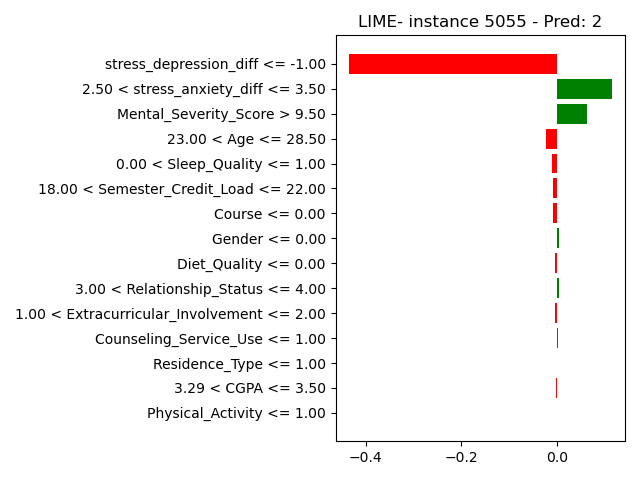 LIME- instance 5055 - Pred: 2
stress_depression_diff <= -1.00
2.50 < stress_anxiety_diff <= 3.50
Mental_Severity_Score > 9.50
23.00 < Age <= 28.50
0.00 < Sleep_Quality <= 1.00
18.00 < Semester_Credit_Load <= 22.00
Course <= 0.00
Gender <= 0.00
Diet_Quality <= 0.00
3.00 < Relationship_Status <= 4.00
1.00 < Extracurricular_Involvement <= 2.00
Counseling_Service_Use <= 1.00
Residence_Type <= 1.00
3.29 < CGPA <= 3.50
Physical_Activity <= 1.00
−0.4 −0.2 0.0